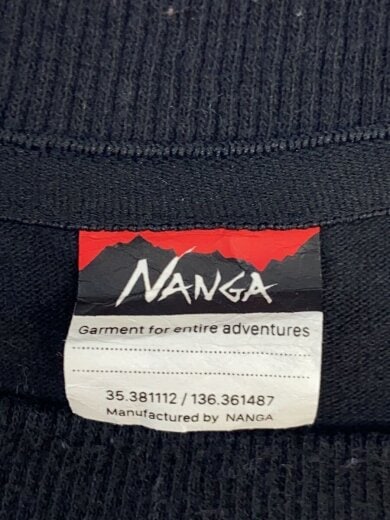 NANGA
Garment for entire adventures
35.381112 / 136.361487
Manufactured by NANGA